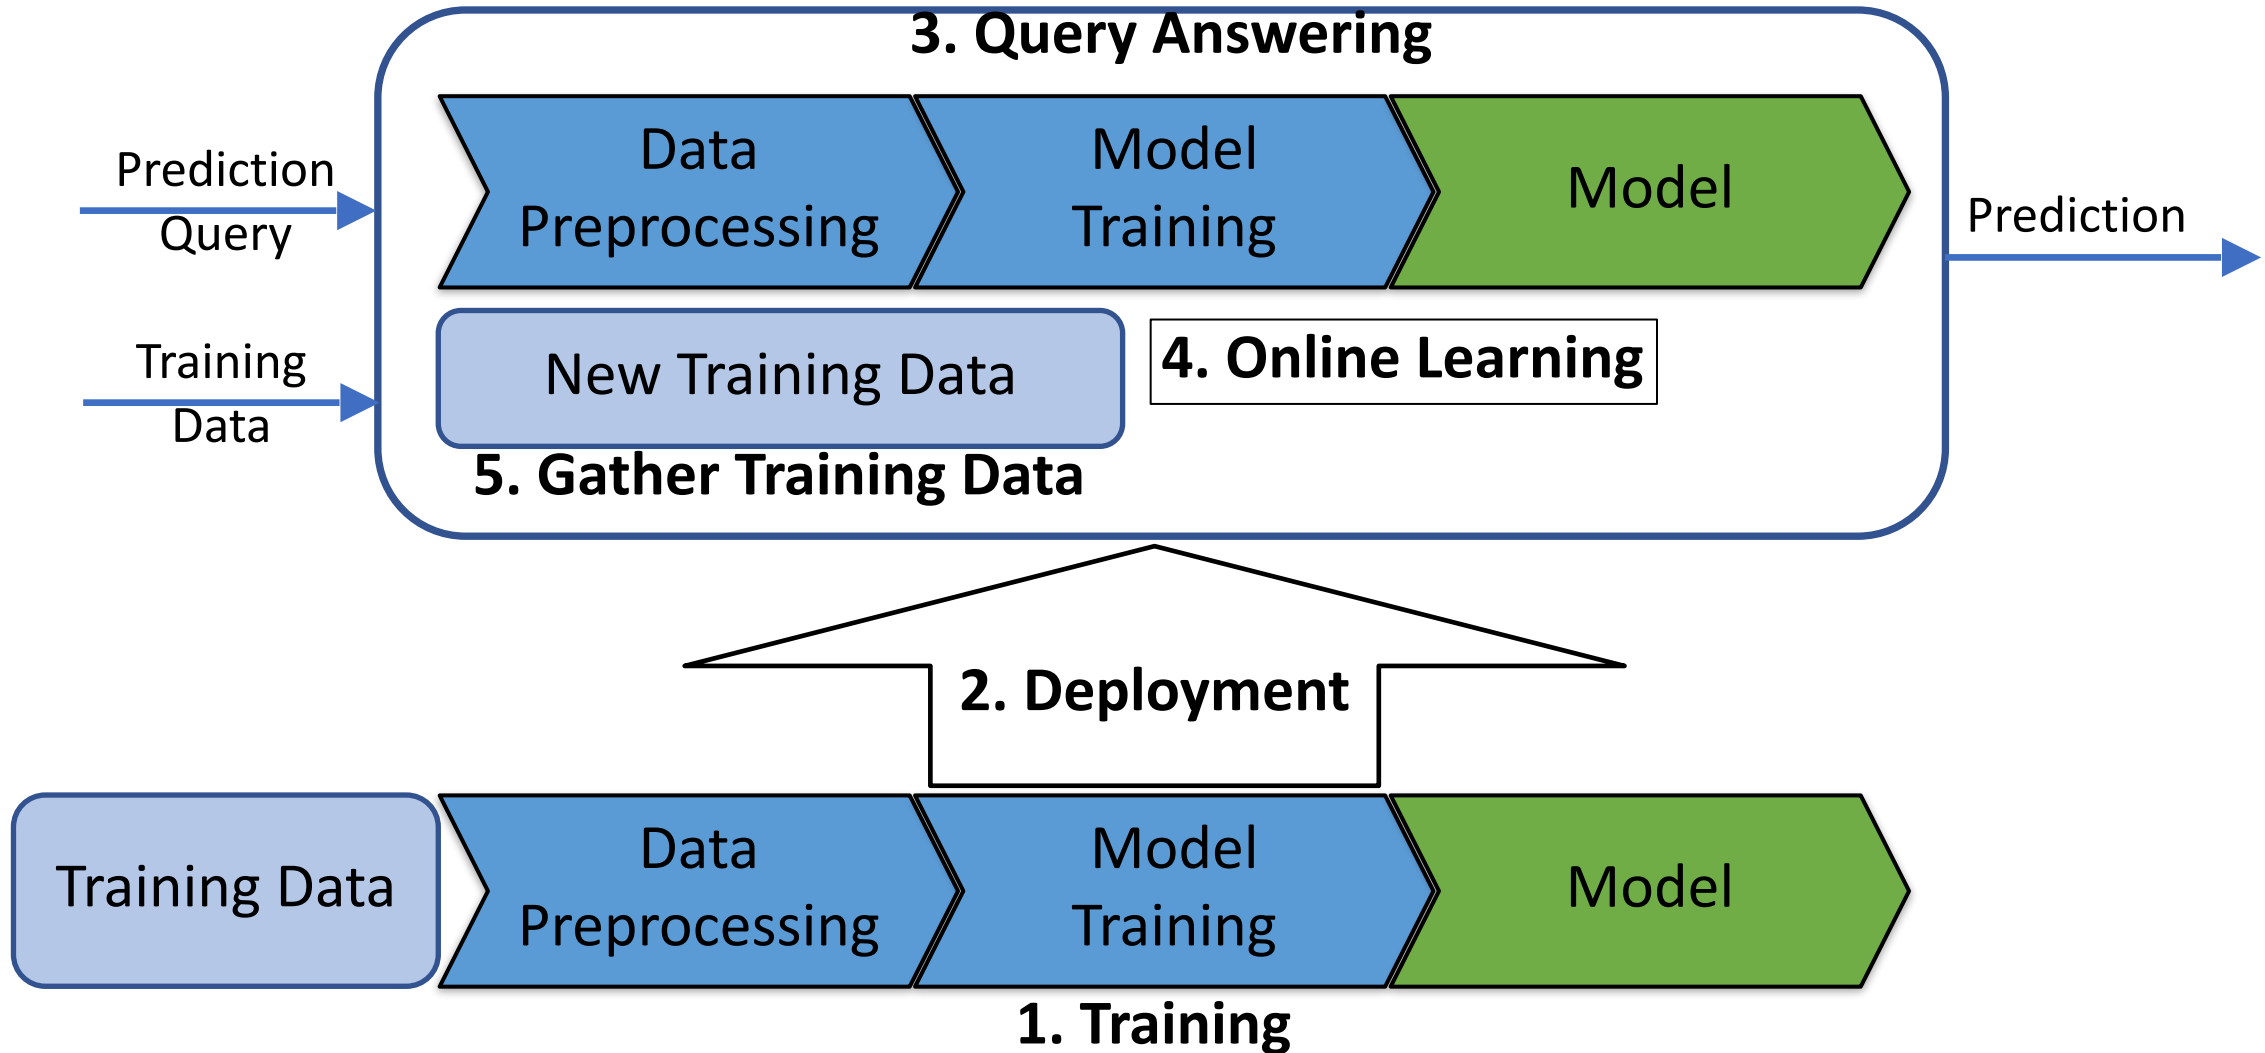 3. Query Answering
Data
Preprocessing
Model
Training
Model
Prediction
Query
Prediction
Training
Data
New Training Data
4. Online Learning
5. Gather Training Data
2. Deployment
Training Data
Data
Preprocessing
Model
Training
Model
1. Training